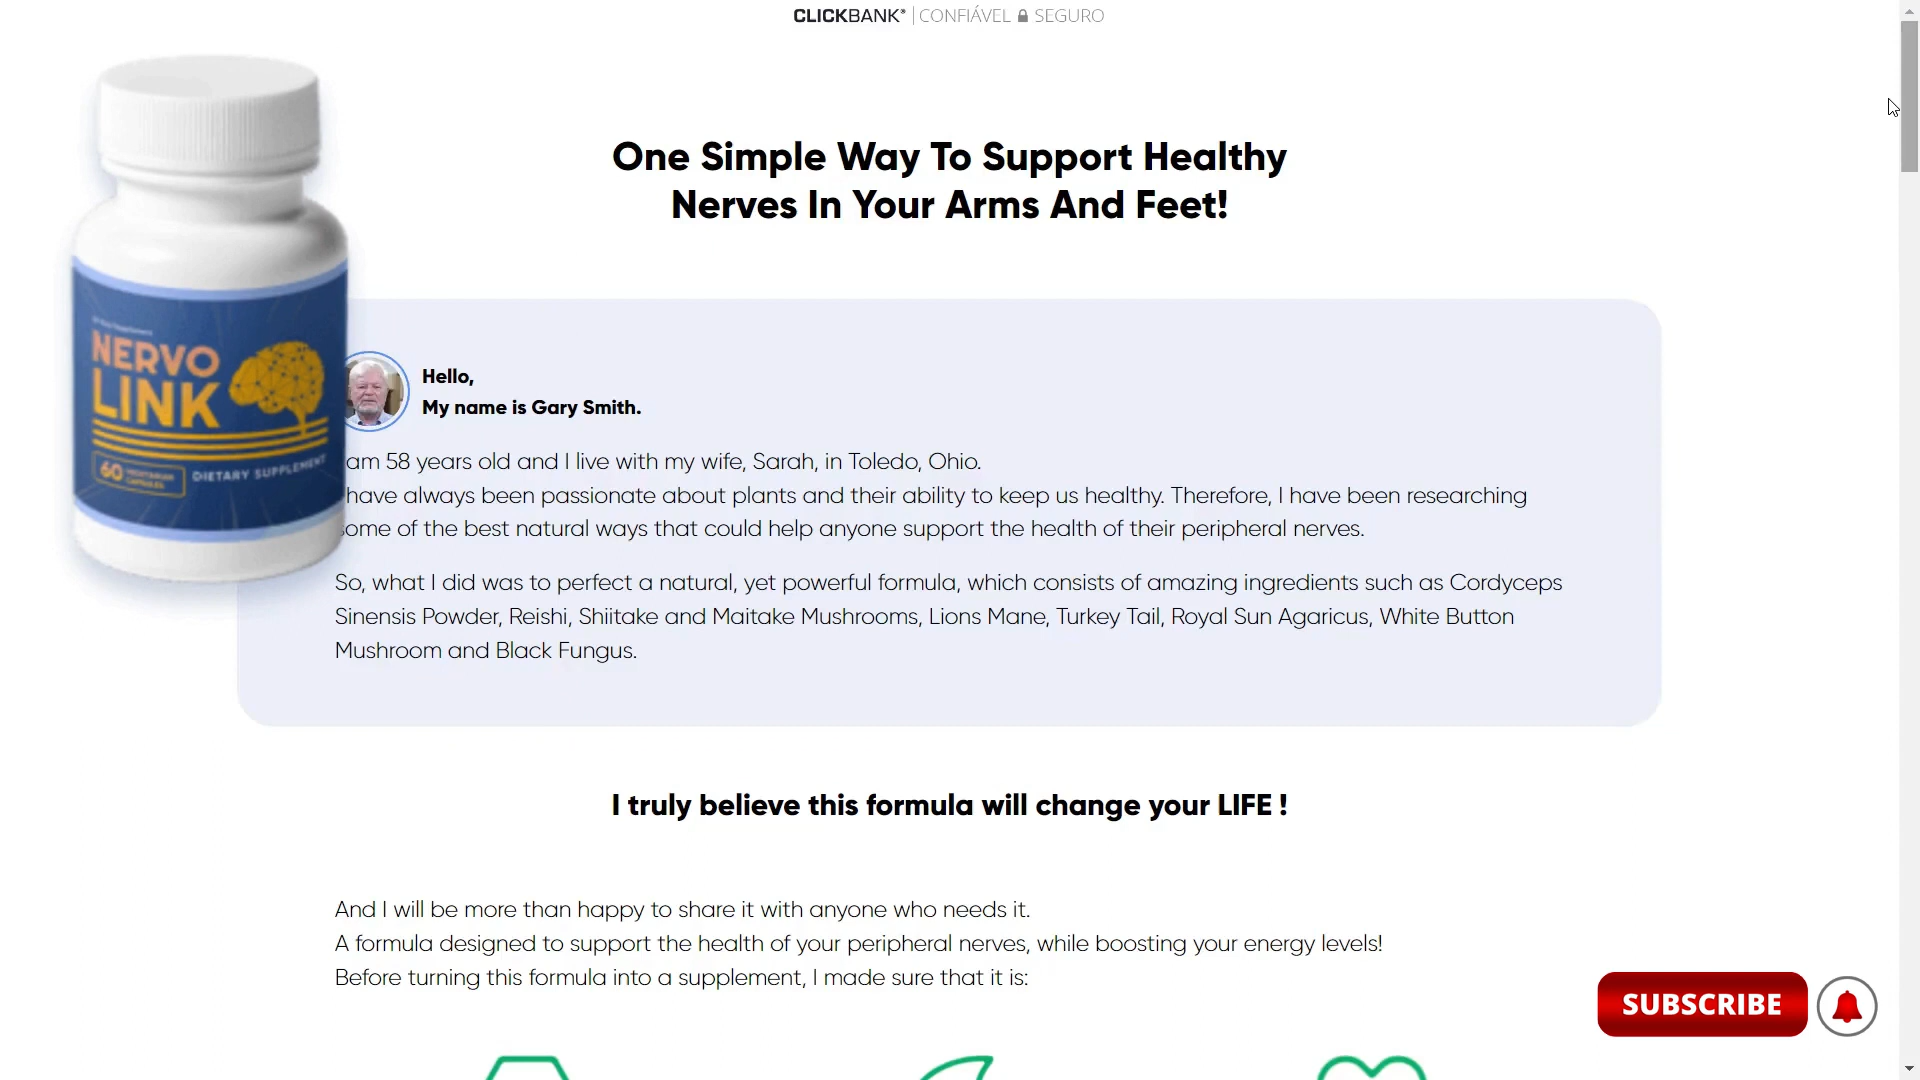 CLICKBANK® | CONFIÁVEL SEGURO
One Simple Way To Support Healthy
Nerves In Your Arms And Feet!
NERVO
LINK
60 VEGETARIAN
CAPSULES
DIETARY SUPPLEMENT
Hello,
My name is Gary Smith.
am 58 years old and I live with my wife, Sarah, in Toledo, Ohio.
have always been passionate about plants and their ability to keep us healthy. Therefore, I have been researching
ome of the best natural ways that could help anyone support the health of their peripheral nerves.
So, what I did was to perfect a natural, yet powerful formula, which consists of amazing ingredients such as Cordyceps
Sinensis Powder, Reishi, Shiitake and Maitake Mushrooms, Lions Mane, Turkey Tail, Royal Sun Agaricus, White Button
Mushroom and Black Fungus.
I truly believe this formula will change your LIFE !
And I will be more than happy to share it with anyone who needs it.
A formula designed to support the health of your peripheral nerves, while boosting your energy levels!
Before turning this formula into a supplement, I made sure that it is:
SUBSCRIBE